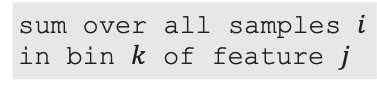 sum over all samples i
in bin k of feature j